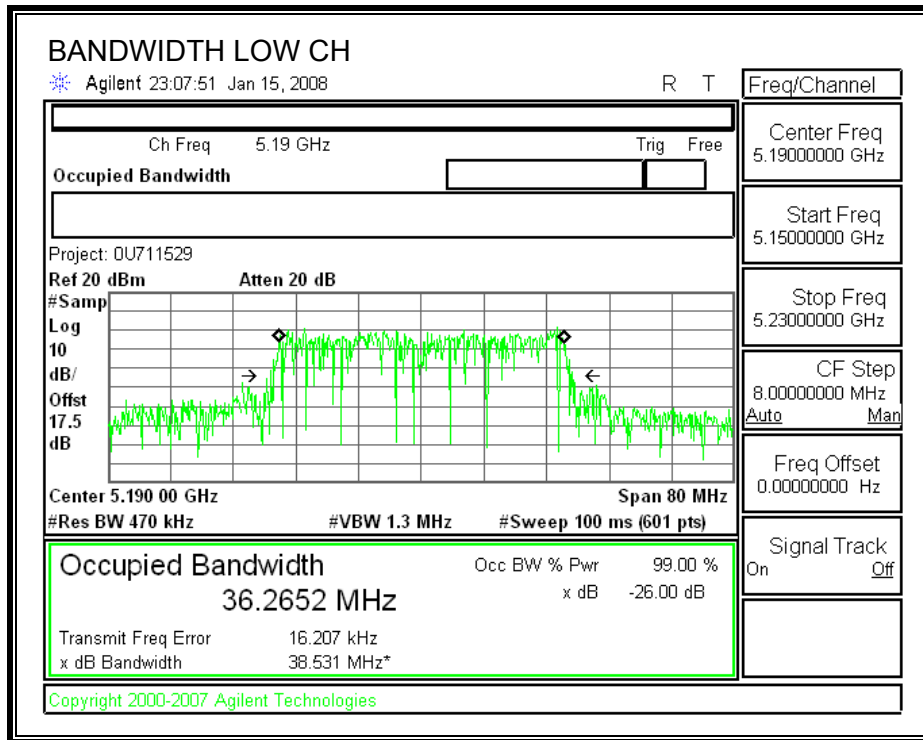 BANDWIDTH LOW CH
Agilent 23:07:51 Jan 15, 2008 R T
Freq/Channel
Ch Freq 5.19 GHz Trig Free
Occupied Bandwidth
Center Freq
5.19000000 GHz
Start Freq
5.15000000 GHz
Stop Freq
5.23000000 GHz
CF Step
8.00000000 MHz
Auto Man
Freq Offset
0.00000000 Hz
Signal Track
On Off
Project: 0U711529
Ref 20 dBm Atten 20 dB
#Samp
Log
10
dB/
Offst
17.5
dB
Center 5.190 00 GHz Span 80 MHz
#Res BW 470 kHz #VBW 1.3 MHz #Sweep 100 ms (601 pts)
Occupied Bandwidth Occ BW % Pwr 99.00 %
36.2652 MHz x dB -26.00 dB
Transmit Freq Error 16.207 kHz
x dB Bandwidth 38.531 MHz*
Copyright 2000-2007 Agilent Technologies